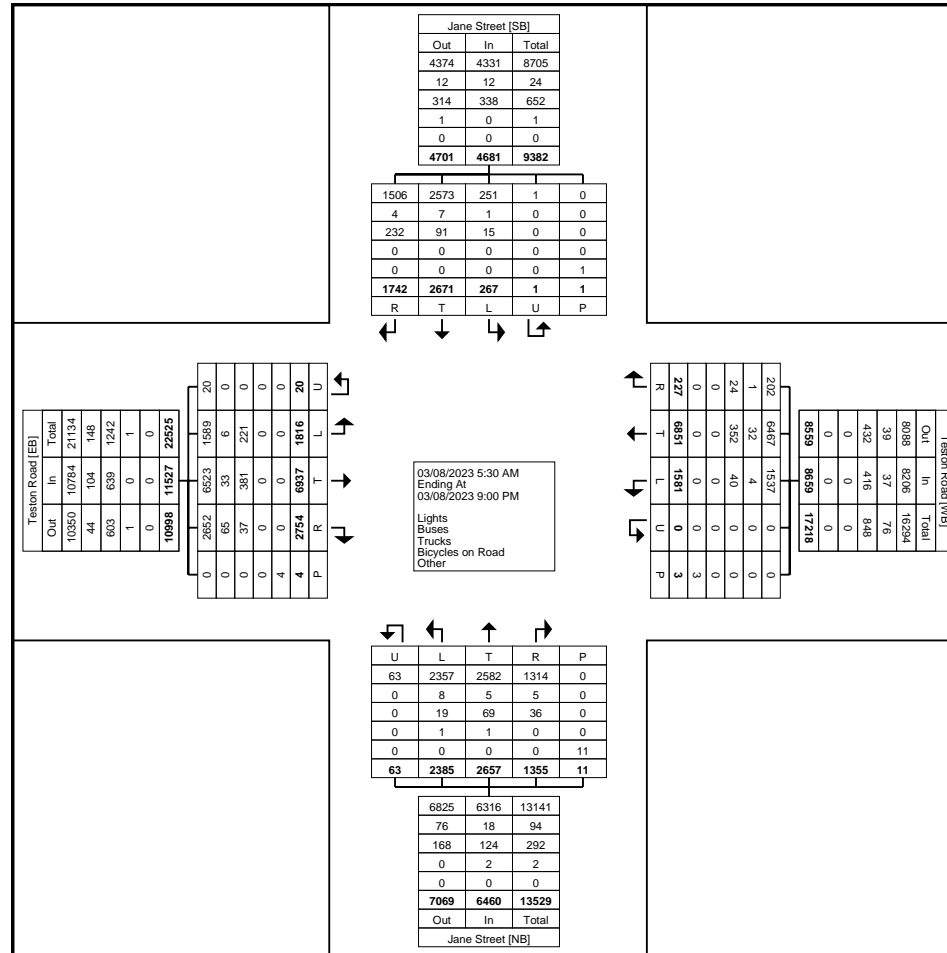 Jane Street [SB]
Out In Total
4374 4331 8705
12 12 24
314 338 652
1 0 1
0 0 0
4701 4681 9382
1506 2573 251 1 0
4 7 1 0 0
232 91 15 0 0
0 0 0 0 0
0 0 0 0 1
1742 2671 267 1 1
R T L U P
Teston Road [EB]
Total In Out
21134 10784 10350
148 104 44
1242 639 603
1 0 1
0 0 0
22525 11527 10998
20 1589 6523 2652 0
0 6 33 65 0
0 221 381 37 0
0 0 0 0 0
0 0 0 0 4
20 1816 6937 2754 4
U L T R P
03/08/2023 5:30 AM
Ending At
03/08/2023 9:00 PM
Lights
Buses
Trucks
Bicycles on Road
Other
R T L U P
227 6851 1581 0 3
0 0 0 0 3
0 0 0 0 0
24 352 40 0 0
1 32 4 0 0
202 6467 1537 0 0
8559 8659 17218
0 0 0
0 0 0
432 416 848
39 37 76
8088 8206 16294
Out In Total
Teston Road [WB]
U L T R P
63 2357 2582 1314 0
0 8 5 5 0
0 19 69 36 0
0 1 1 0 0
0 0 0 0 11
63 2385 2657 1355 11
6825 6316 13141
76 18 94
168 124 292
0 2 2
0 0 0
7069 6460 13529
Out In Total
Jane Street [NB]